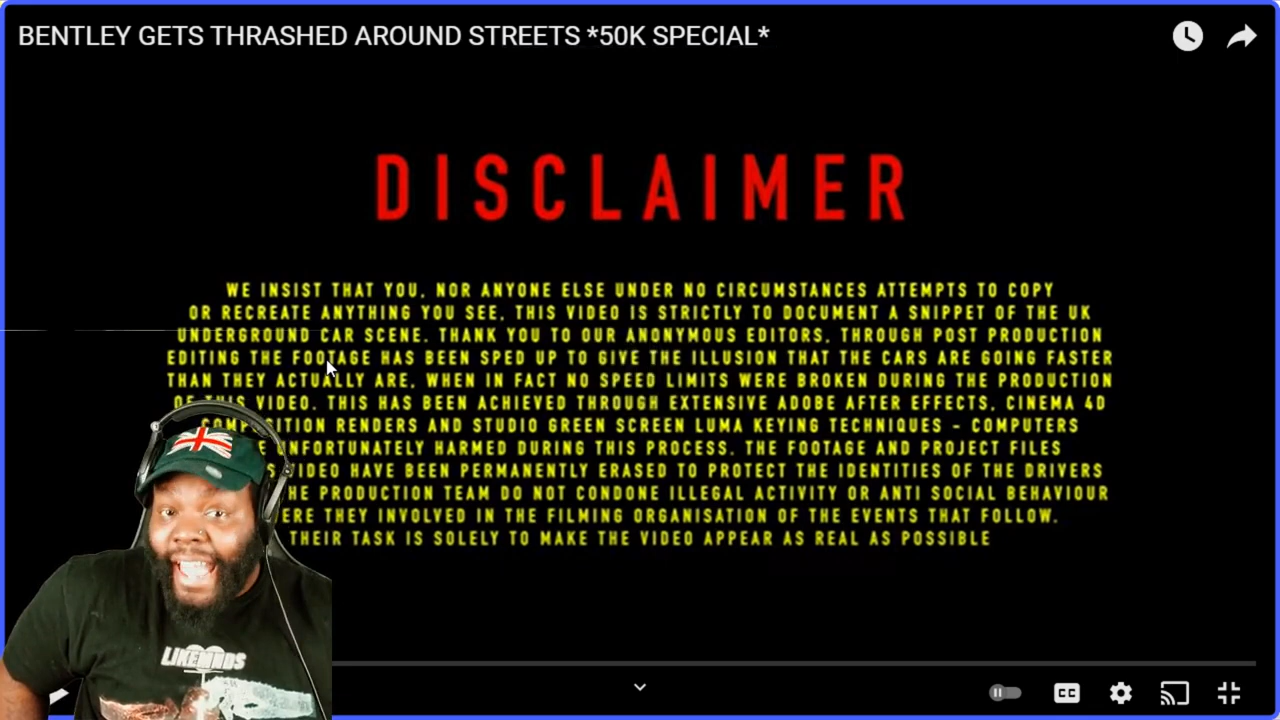 BENTLEY GETS THRASHED AROUND STREETS *50K SPECIAL*
DISCLAIMER
WE INSIST THAT YOU, NOR ANYONE ELSE UNDER NO CIRCUMSTANCES ATTEMPTS TO COPY
OR RECREATE ANYTHING YOU SEE, THIS VIDEO IS STRICTLY TO DOCUMENT A SNIPPET OF THE UK
UNDERGROUND CAR SCENE. THANK YOU TO OUR ANONYMOUS EDITORS, THROUGH POST PRODUCTION
EDITING THE FOOTAGE HAS BEEN SPED UP TO GIVE THE ILLUSION THAT THE CARS ARE GOING FASTER
THAN THEY ACTUALLY ARE, WHEN IN FACT NO SPEED LIMITS WERE BROKEN DURING THE PRODUCTION
OF THIS VIDEO. THIS HAS BEEN ACHIEVED THROUGH EXTENSIVE ADOBE AFTER EFFECTS, CINEMA 4D
COMPOSITION RENDERS AND STUDIO GREEN SCREEN LUMA KEYING TECHNIQUES - COMPUTERS
UNFORTUNATELY HARMED DURING THIS PROCESS. THE FOOTAGE AND PROJECT FILES
VIDEO HAVE BEEN PERMANENTLY ERASED TO PROTECT THE IDENTITIES OF THE DRIVERS
THE PRODUCTION TEAM DO NOT CONDONE ILLEGAL ACTIVITY OR ANTI SOCIAL BEHAVIOUR
THEY INVOLVED IN THE FILMING ORGANISATION OF THE EVENTS THAT FOLLOW.
THEIR TASK IS SOLELY TO MAKE THE VIDEO APPEAR AS REAL AS POSSIBLE
CC